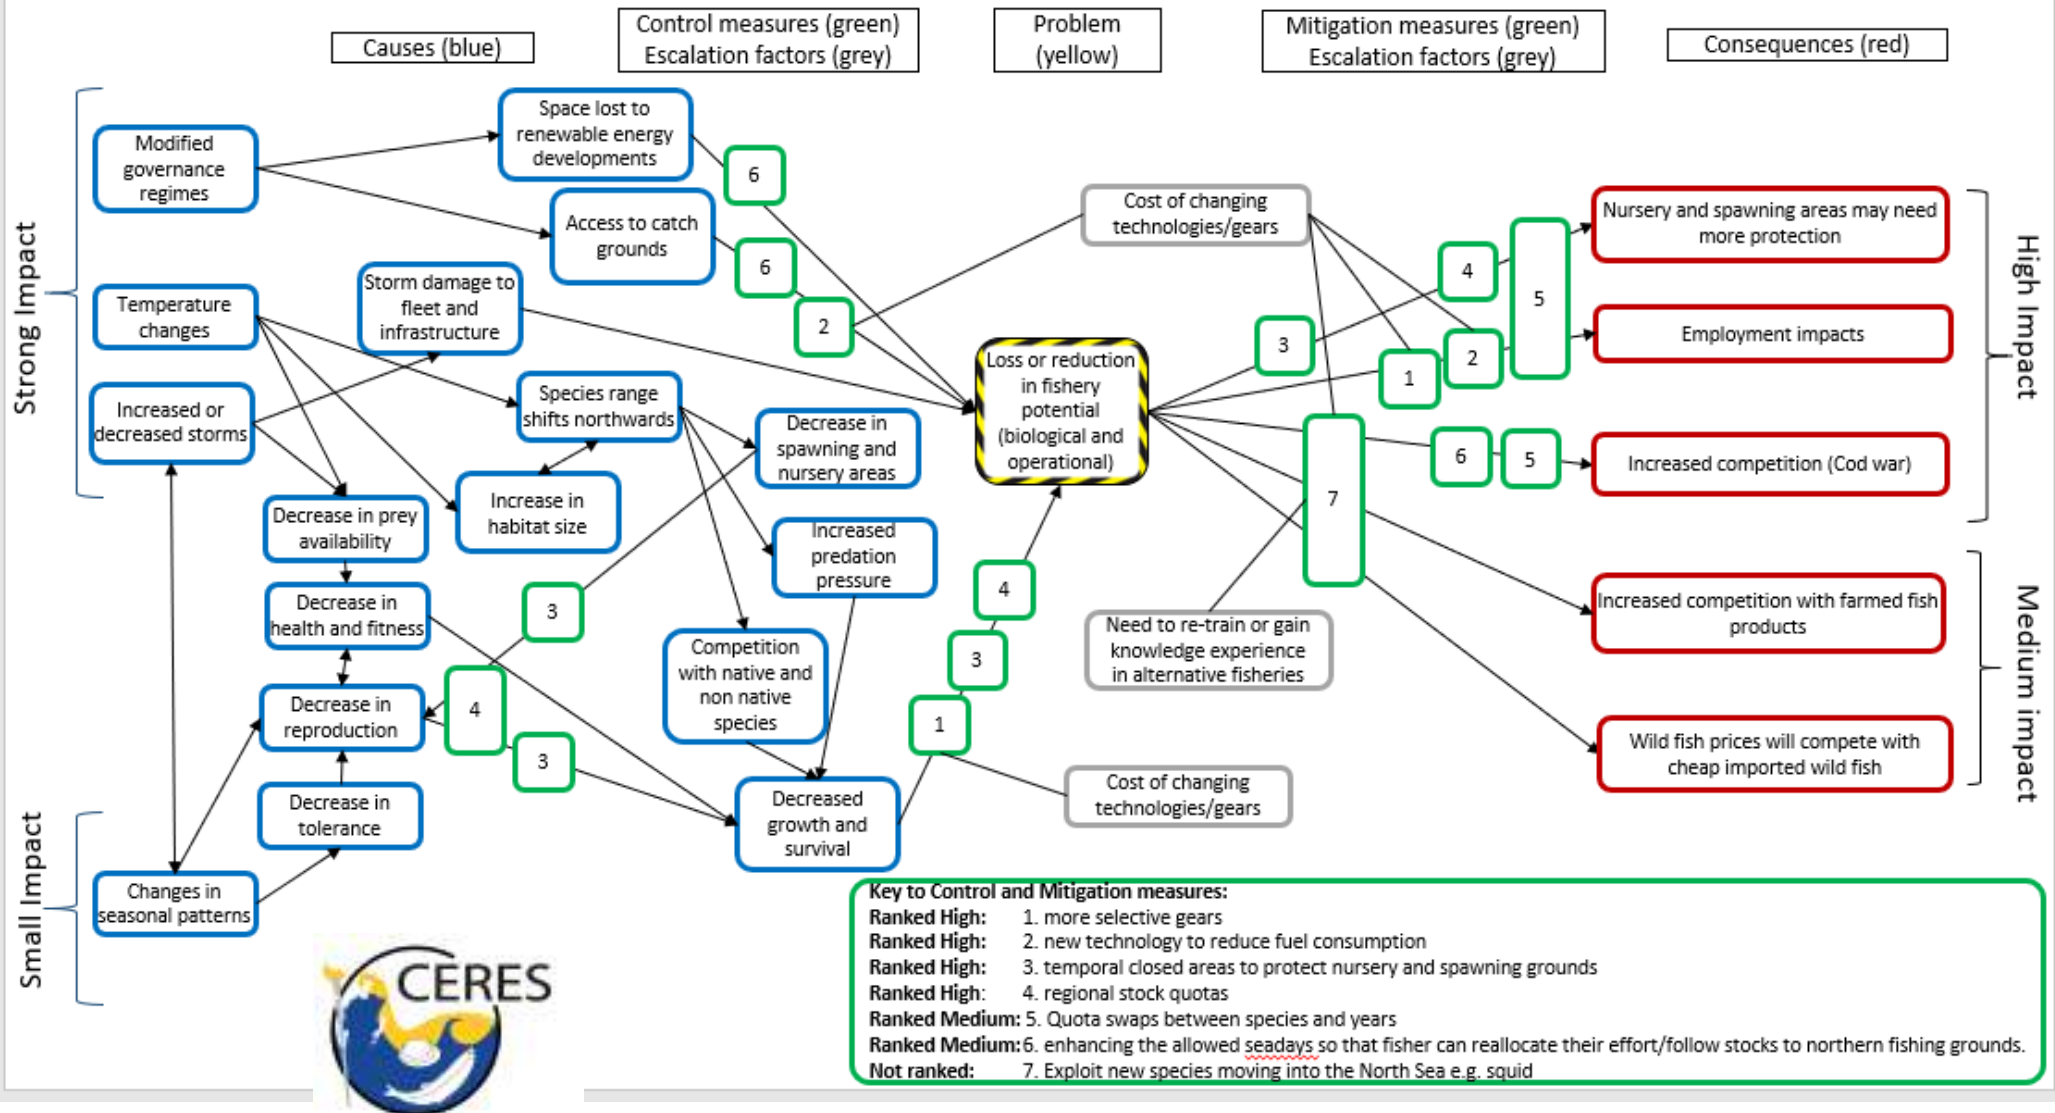 Causes (blue)
Control measures (green)
Escalation factors (grey)
Problem
(yellow)
Mitigation measures (green)
Escalation factors (grey)
Consequences (red)
Strong Impact
Small Impact
Modified
governance
regimes
Temperature
changes
Increased or
decreased storms
Changes in
seasonal patterns
Space lost to
renewable energy
developments
Access to catch
grounds
Storm damage to
fleet and
infrastructure
Species range
shifts northwards
Increase in
habitat size
Decrease in prey
availability
Decrease in
health and fitness
Decrease in
reproduction
Decrease in
tolerance
Decrease in
spawning and
nursery areas
Increased
predation
pressure
Competition
with native and
non native
species
Decreased
growth and
survival
6
6
2
3
4
3
4
3
1
Loss or reduction
in fishery
potential
(biological and
operational)
Cost of changing
technologies/gears
Need to re-train or gain
knowledge experience
in alternative fisheries
Cost of changing
technologies/gears
3
4
5
1
2
6
5
7
Nursery and spawning areas may need
more protection
Employment impacts
Increased competition (Cod war)
Increased competition with farmed fish
products
Wild fish prices will compete with
cheap imported wild fish
High Impact
Medium impact
CERES
Key to Control and Mitigation measures:
Ranked High: 1. more selective gears
Ranked High: 2. new technology to reduce fuel consumption
Ranked High: 3. temporal closed areas to protect nursery and spawning grounds
Ranked High: 4. regional stock quotas
Ranked Medium: 5. Quota swaps between species and years
Ranked Medium: 6. enhancing the allowed seadays so that fisher can reallocate their effort/follow stocks to northern fishing grounds.
Not ranked: 7. Exploit new species moving into the North Sea e.g. squid